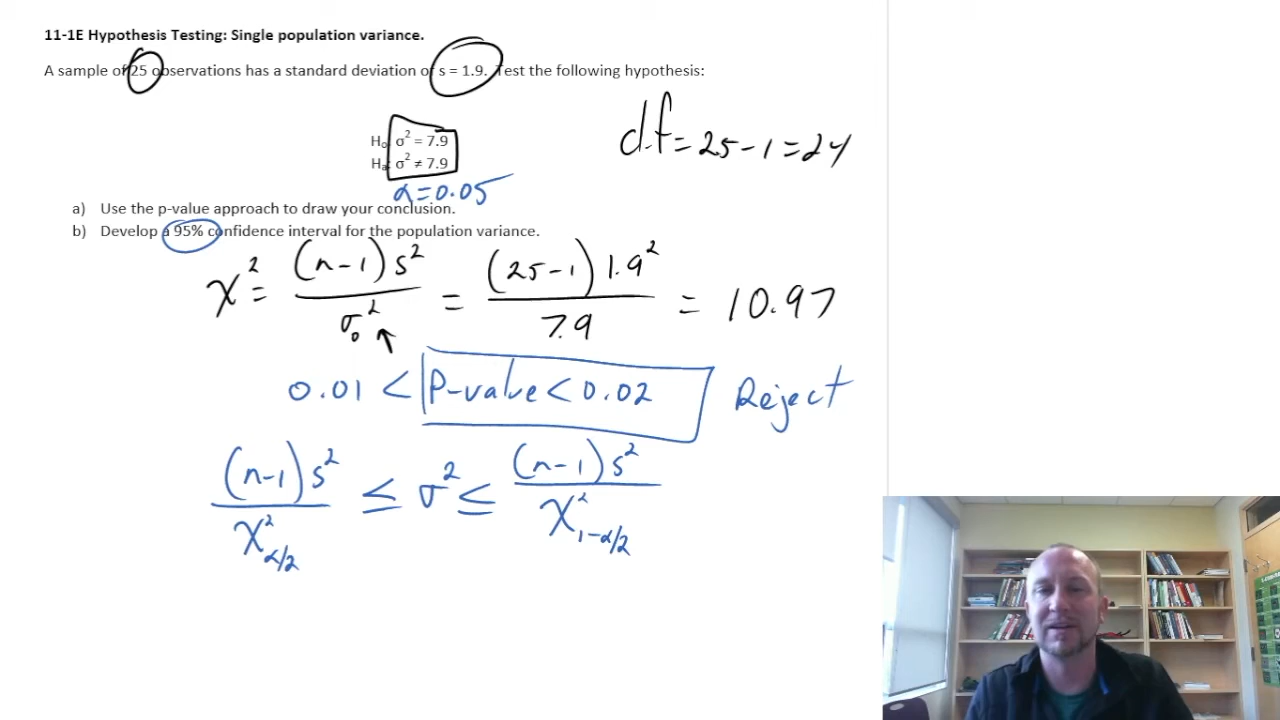 11-1E Hypothesis Testing: Single population variance.
A sample of 25 observations has a standard deviation of s = 1.9. Test the following hypothesis:
df = 25 - 1 = 24
H₀: σ² = 7.9
Hₐ: σ² ≠ 7.9
α = 0.05
a) Use the p-value approach to draw your conclusion.
b) Develop a 95% confidence interval for the population variance.
χ² = (n-1)s² / σ₀² = (25-1)1.9² / 7.9 = 10.97
0.01 < P-value < 0.02 Reject
(n-1)s² / χ²α/2 ≤ σ² ≤ (n-1)s² / χ²1-α/2